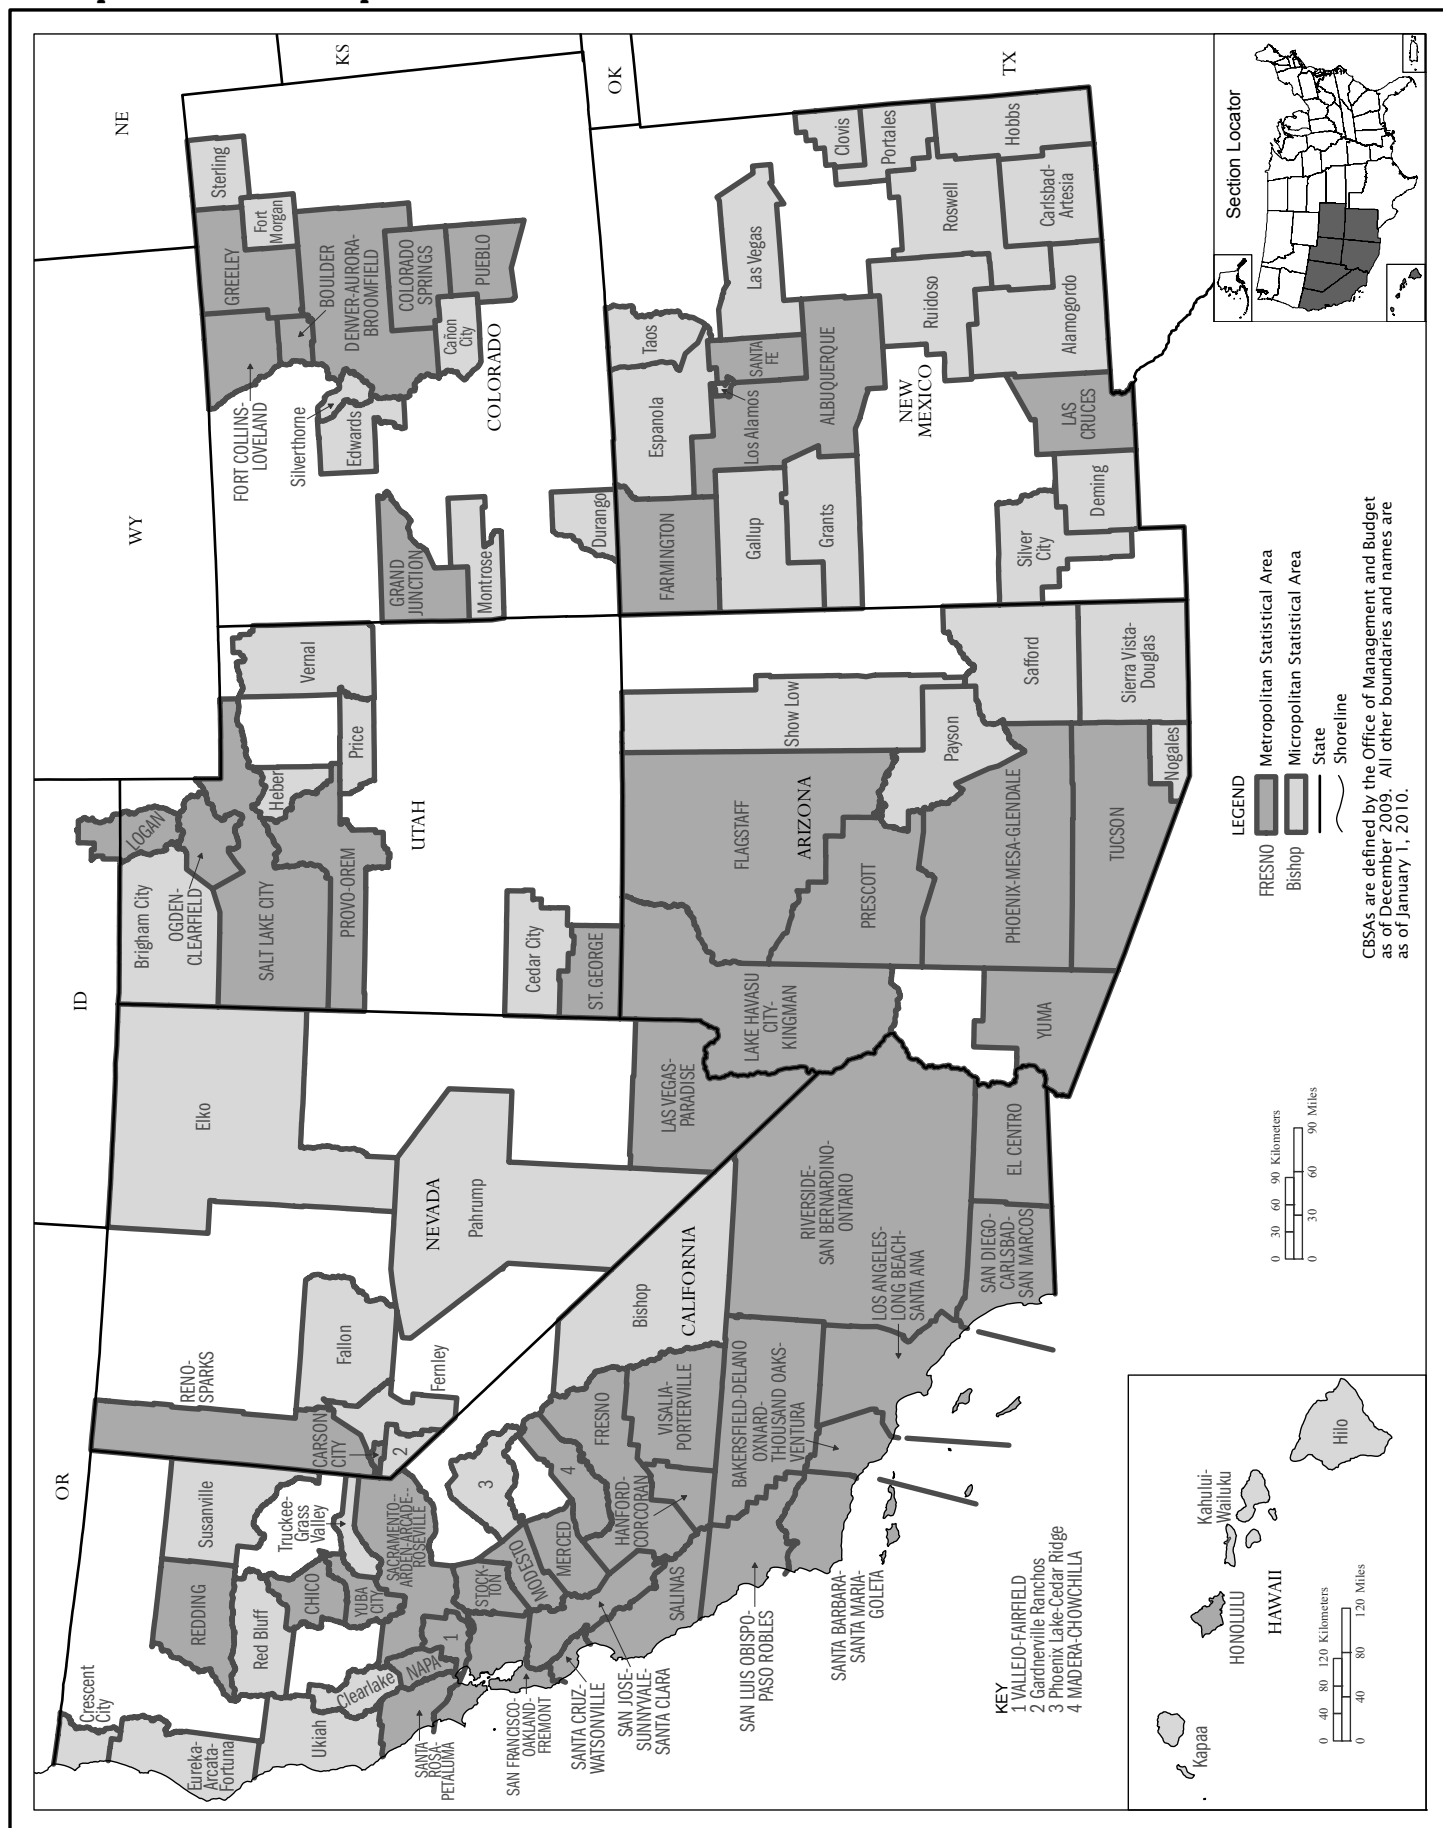 OR
ID
WY
NE
KS
OK
TX
NEVADA
UTAH
COLORADO
CALIFORNIA
ARIZONA
NEW
MEXICO
HAWAII
Crescent
City
Eureka-
Arcata-
Fortuna
Ukiah
Clearlake
REDDING
Red Bluff
Susanville
CHICO
YUBA
CITY
Truckee-
Grass
Valley
SACRAMENTO--
ARDEN-ARCADE--
ROSEVILLE
NAPA
1
SANTA
ROSA-
PETALUMA
SAN FRANCISCO-
OAKLAND-
FREMONT
SANTA CRUZ-
WATSONVILLE
SAN JOSE-
SUNNYVALE-
SANTA CLARA
STOCK-
TON
MODESTO
MERCED
3
4
FRESNO
HANFORD-
CORCORAN
VISALIA-
PORTERVILLE
SALINAS
SAN LUIS OBISPO-
PASO ROBLES
SANTA BARBARA-
SANTA MARIA-
GOLETA
BAKERSFIELD-DELANO
OXNARD-
THOUSAND OAKS-
VENTURA
LOS ANGELES-
LONG BEACH-
SANTA ANA
RIVERSIDE-
SAN BERNARDINO-
ONTARIO
SAN DIEGO-
CARLSBAD-
SAN MARCOS
EL CENTRO
Bishop
RENO-
SPARKS
CARSON
CITY
2
Fernley
Fallon
Elko
Pahrump
LAS VEGAS-
PARADISE
LOGAN
Brigham City
OGDEN-
CLEARFIELD
SALT LAKE CITY
PROVO-OREM
Heber
Price
Vernal
Cedar City
ST. GEORGE
LAKE HAVASU
CITY-
KINGMAN
FLAGSTAFF
PRESCOTT
Show Low
Payson
PHOENIX-MESA-GLENDALE
YUMA
TUCSON
Nogales
Safford
Sierra Vista-
Douglas
FORT COLLINS-
LOVELAND
GREELEY
Sterling
Fort
Morgan
BOULDER
DENVER-AURORA-
BROOMFIELD
Silverthorne
Edwards
COLORADO
SPRINGS
Cañon
City
PUEBLO
GRAND
JUNCTION
Montrose
Durango
FARMINGTON
Espanola
Taos
Los Alamos
SANTA
FE
Las Vegas
Gallup
Grants
ALBUQUERQUE
Clovis
Portales
Roswell
Hobbs
Ruidoso
Carlsbad-
Artesia
Alamogordo
LAS
CRUCES
Deming
Silver
City
KEY
1 VALLEJO-FAIRFIELD
2 Gardnerville Ranchos
3 Phoenix Lake-Cedar Ridge
4 MADERA-CHOWCHILLA
Kapaa
HONOLULU
Kahului-
Wailuku
Hilo
0 40 80 120 Kilometers
0 40 80 120 Miles
0 30 60 90 Kilometers
0 30 60 90 Miles
LEGEND
FRESNO Metropolitan Statistical Area
Bishop Micropolitan Statistical Area
State
Shoreline
CBSAs are defined by the Office of Management and Budget
as of December 2009. All other boundaries and names are
as of January 1, 2010.
Section Locator